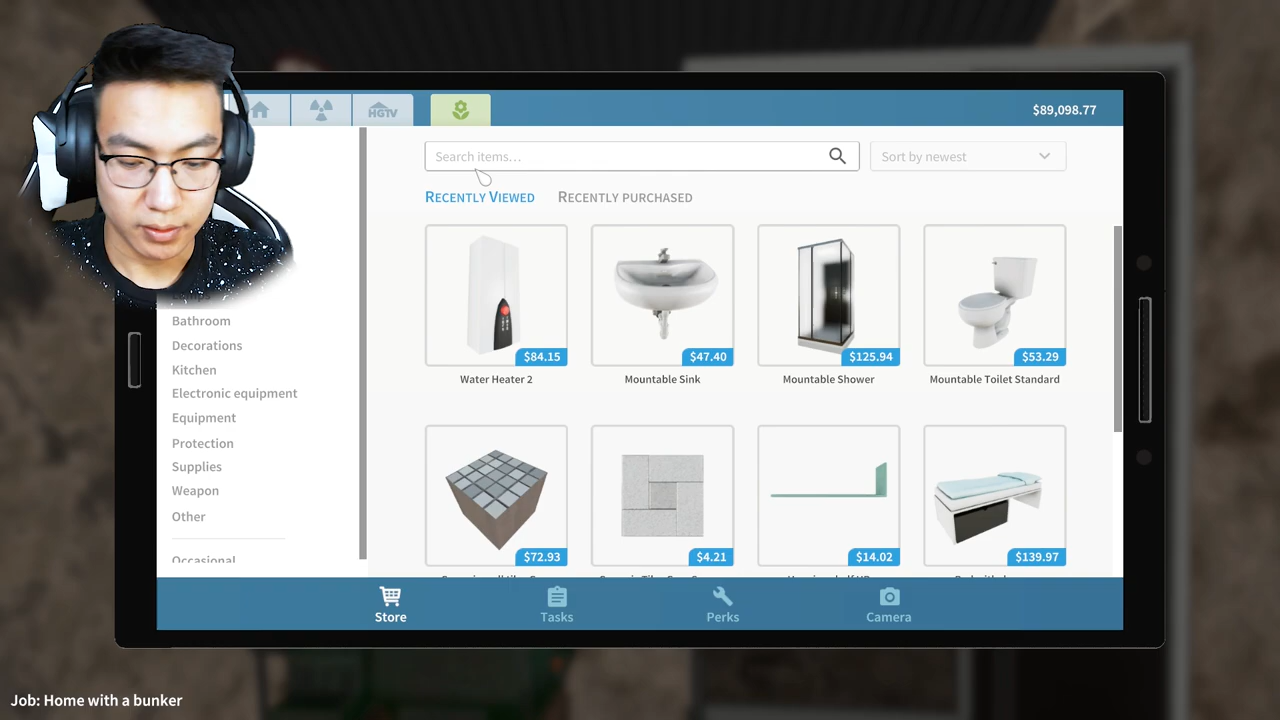 HGTV
$89,098.77
Search items...
Sort by newest
RECENTLY VIEWED
RECENTLY PURCHASED
$84.15
$47.40
$125.94
$53.29
Water Heater 2
Mountable Sink
Mountable Shower
Mountable Toilet Standard
Bathroom
Decorations
Kitchen
Electronic equipment
Equipment
Protection
Supplies
Weapon
Other
Occasional
$72.93
$4.21
$14.02
$139.97
Store
Tasks
Perks
Camera
Job: Home with a bunker